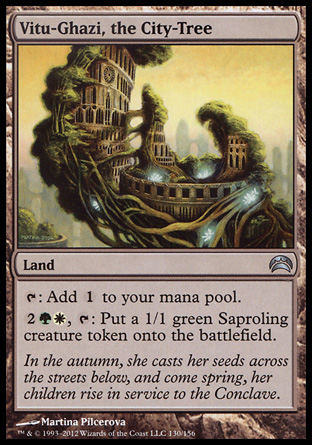 Vitu-Ghazi, the City-Tree
Land
: Add 1 to your mana pool.
2, : Put a 1/1 green Saproling
creature token onto the battlefield.
In the autumn, she casts her seeds across
the streets below, and come spring, her
children rise in service to the Conclave.
Martina Pilcerova
™ & © 1993–2012 Wizards of the Coast LLC 130/156